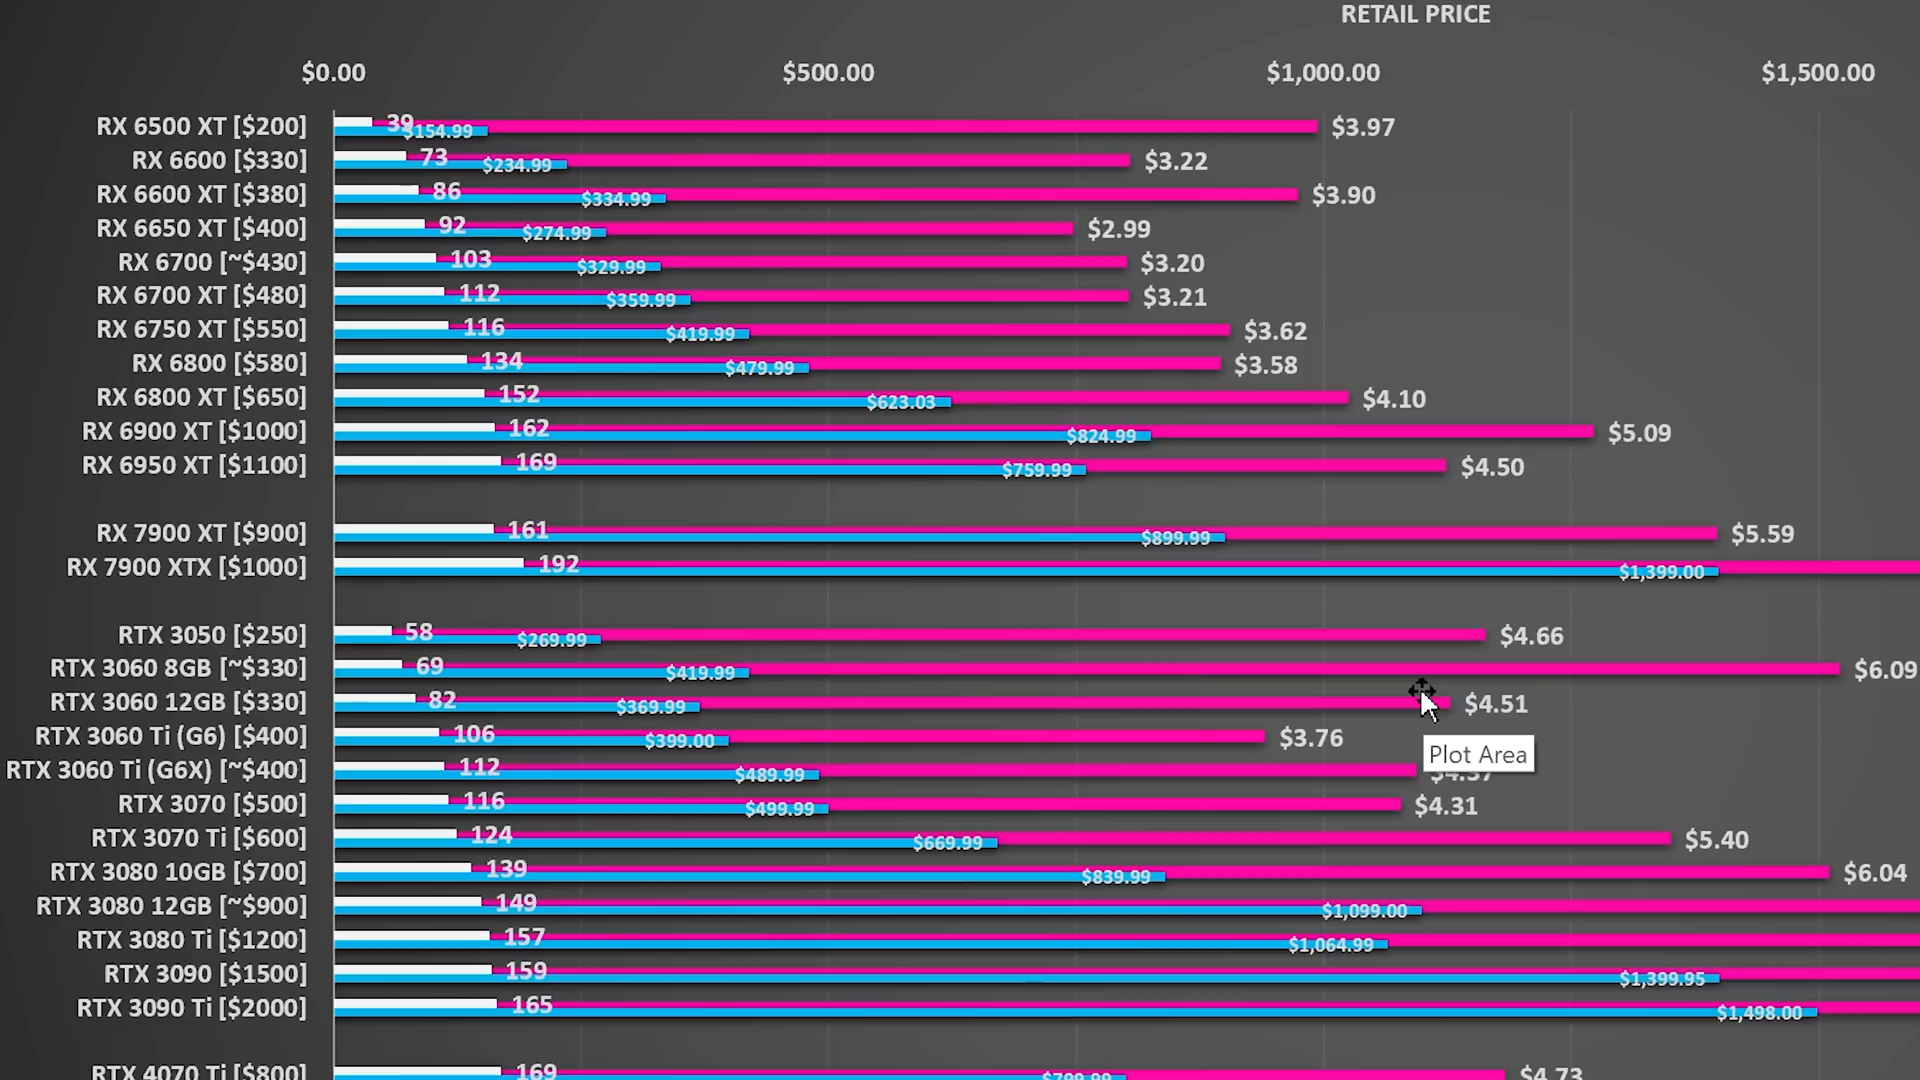 RETAIL PRICE
$0.00 $500.00 $1,000.00 $1,500.00
RX 6500 XT [$200] 39 $154.99 $3.97
RX 6600 [$330] 73 $234.99 $3.22
RX 6600 XT [$380] 86 $334.99 $3.90
RX 6650 XT [$400] 92 $274.99 $2.99
RX 6700 [~$430] 103 $329.99 $3.20
RX 6700 XT [$480] 112 $359.99 $3.21
RX 6750 XT [$550] 116 $419.99 $3.62
RX 6800 [$580] 134 $479.99 $3.58
RX 6800 XT [$650] 152 $623.03 $4.10
RX 6900 XT [$1000] 162 $824.99 $5.09
RX 6950 XT [$1100] 169 $759.99 $4.50
RX 7900 XT [$900] 161 $899.99 $5.59
RX 7900 XTX [$1000] 192 $1,399.00
RTX 3050 [$250] 58 $269.99 $4.66
RTX 3060 8GB [~$330] 69 $419.99 $6.09
RTX 3060 12GB [$330] 82 $369.99 $4.51
RTX 3060 Ti (G6) [$400] 106 $399.00 $3.76
Plot Area
RTX 3060 Ti (G6X) [~$400] 112 $489.99 $4.37
RTX 3070 [$500] 116 $499.99 $4.31
RTX 3070 Ti [$600] 124 $669.99 $5.40
RTX 3080 10GB [$700] 139 $839.99 $6.04
RTX 3080 12GB [~$900] 149 $1,099.00
RTX 3080 Ti [$1200] 157 $1,064.99
RTX 3090 [$1500] 159 $1,399.95
RTX 3090 Ti [$2000] 165 $1,498.00
RTX 4070 Ti [$800] 169 $799.99 $4.73